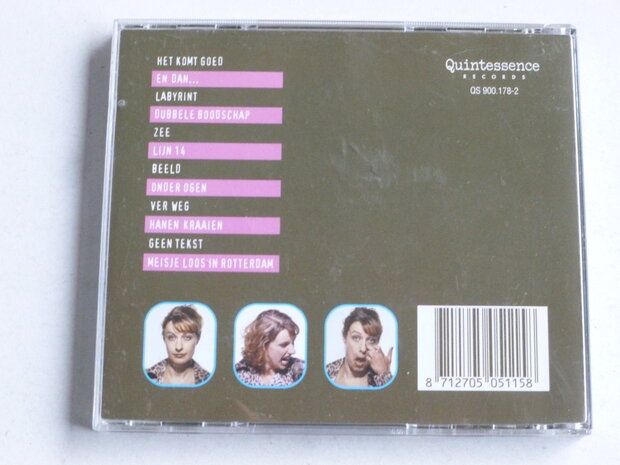 HET KOMT GOED
EN DAN...
LABYRINT
DUBBELE BOODSCHAP
ZEE
LIJN 14
BEELD
ONDER OGEN
VER WEG
HANEN KRAAIEN
GEEN TEKST
MEISJE LOOS IN ROTTERDAM
Quintessence
RECORDS
QS 900.178-2
8 712705 051158